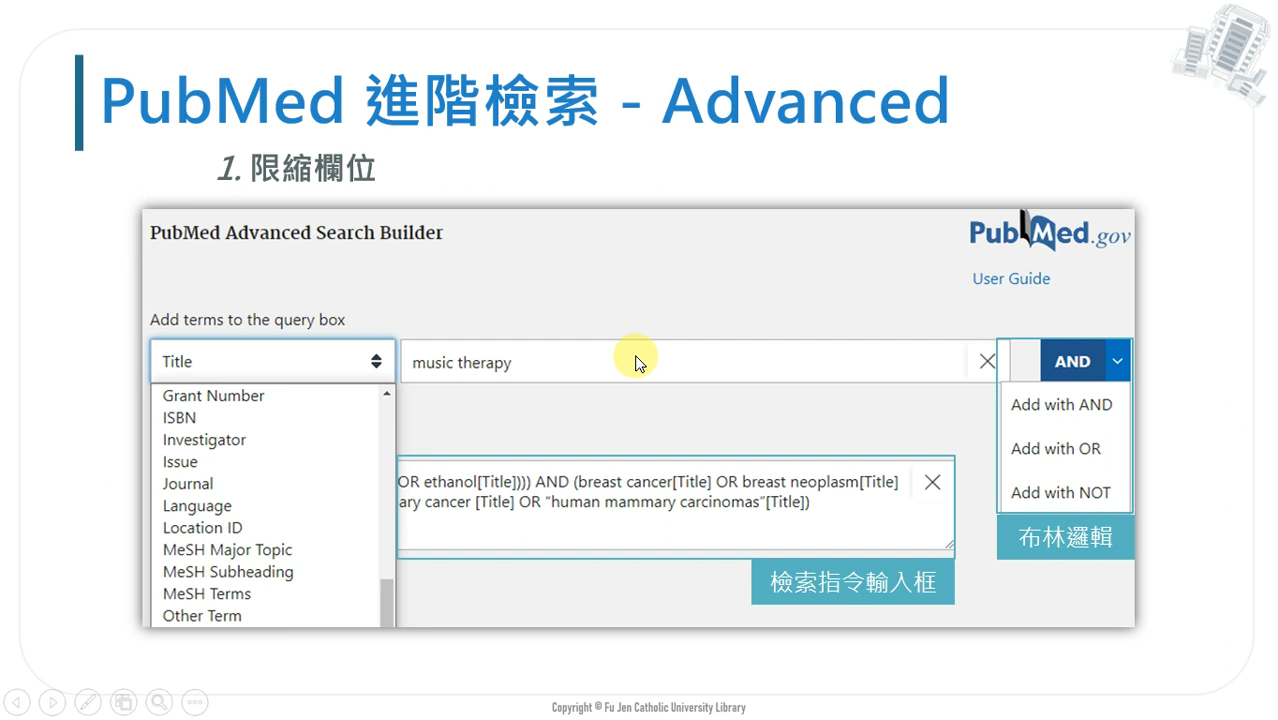 PubMed 進階檢索 - Advanced
1. 限縮欄位
PubMed Advanced Search Builder
PubMed.gov
User Guide
Add terms to the query box
Title
music therapy
AND
Grant Number
ISBN
Investigator
Issue
Journal
Language
Location ID
MeSH Major Topic
MeSH Subheading
MeSH Terms
Other Term
Add with AND
Add with OR
Add with NOT
布林邏輯
OR ethanol[Title]))) AND (breast cancer[Title] OR breast neoplasm[Title]
ary cancer [Title] OR “human mammary carcinomas”[Title])
檢索指令輸入框
Copyright © Fu Jen Catholic University Library